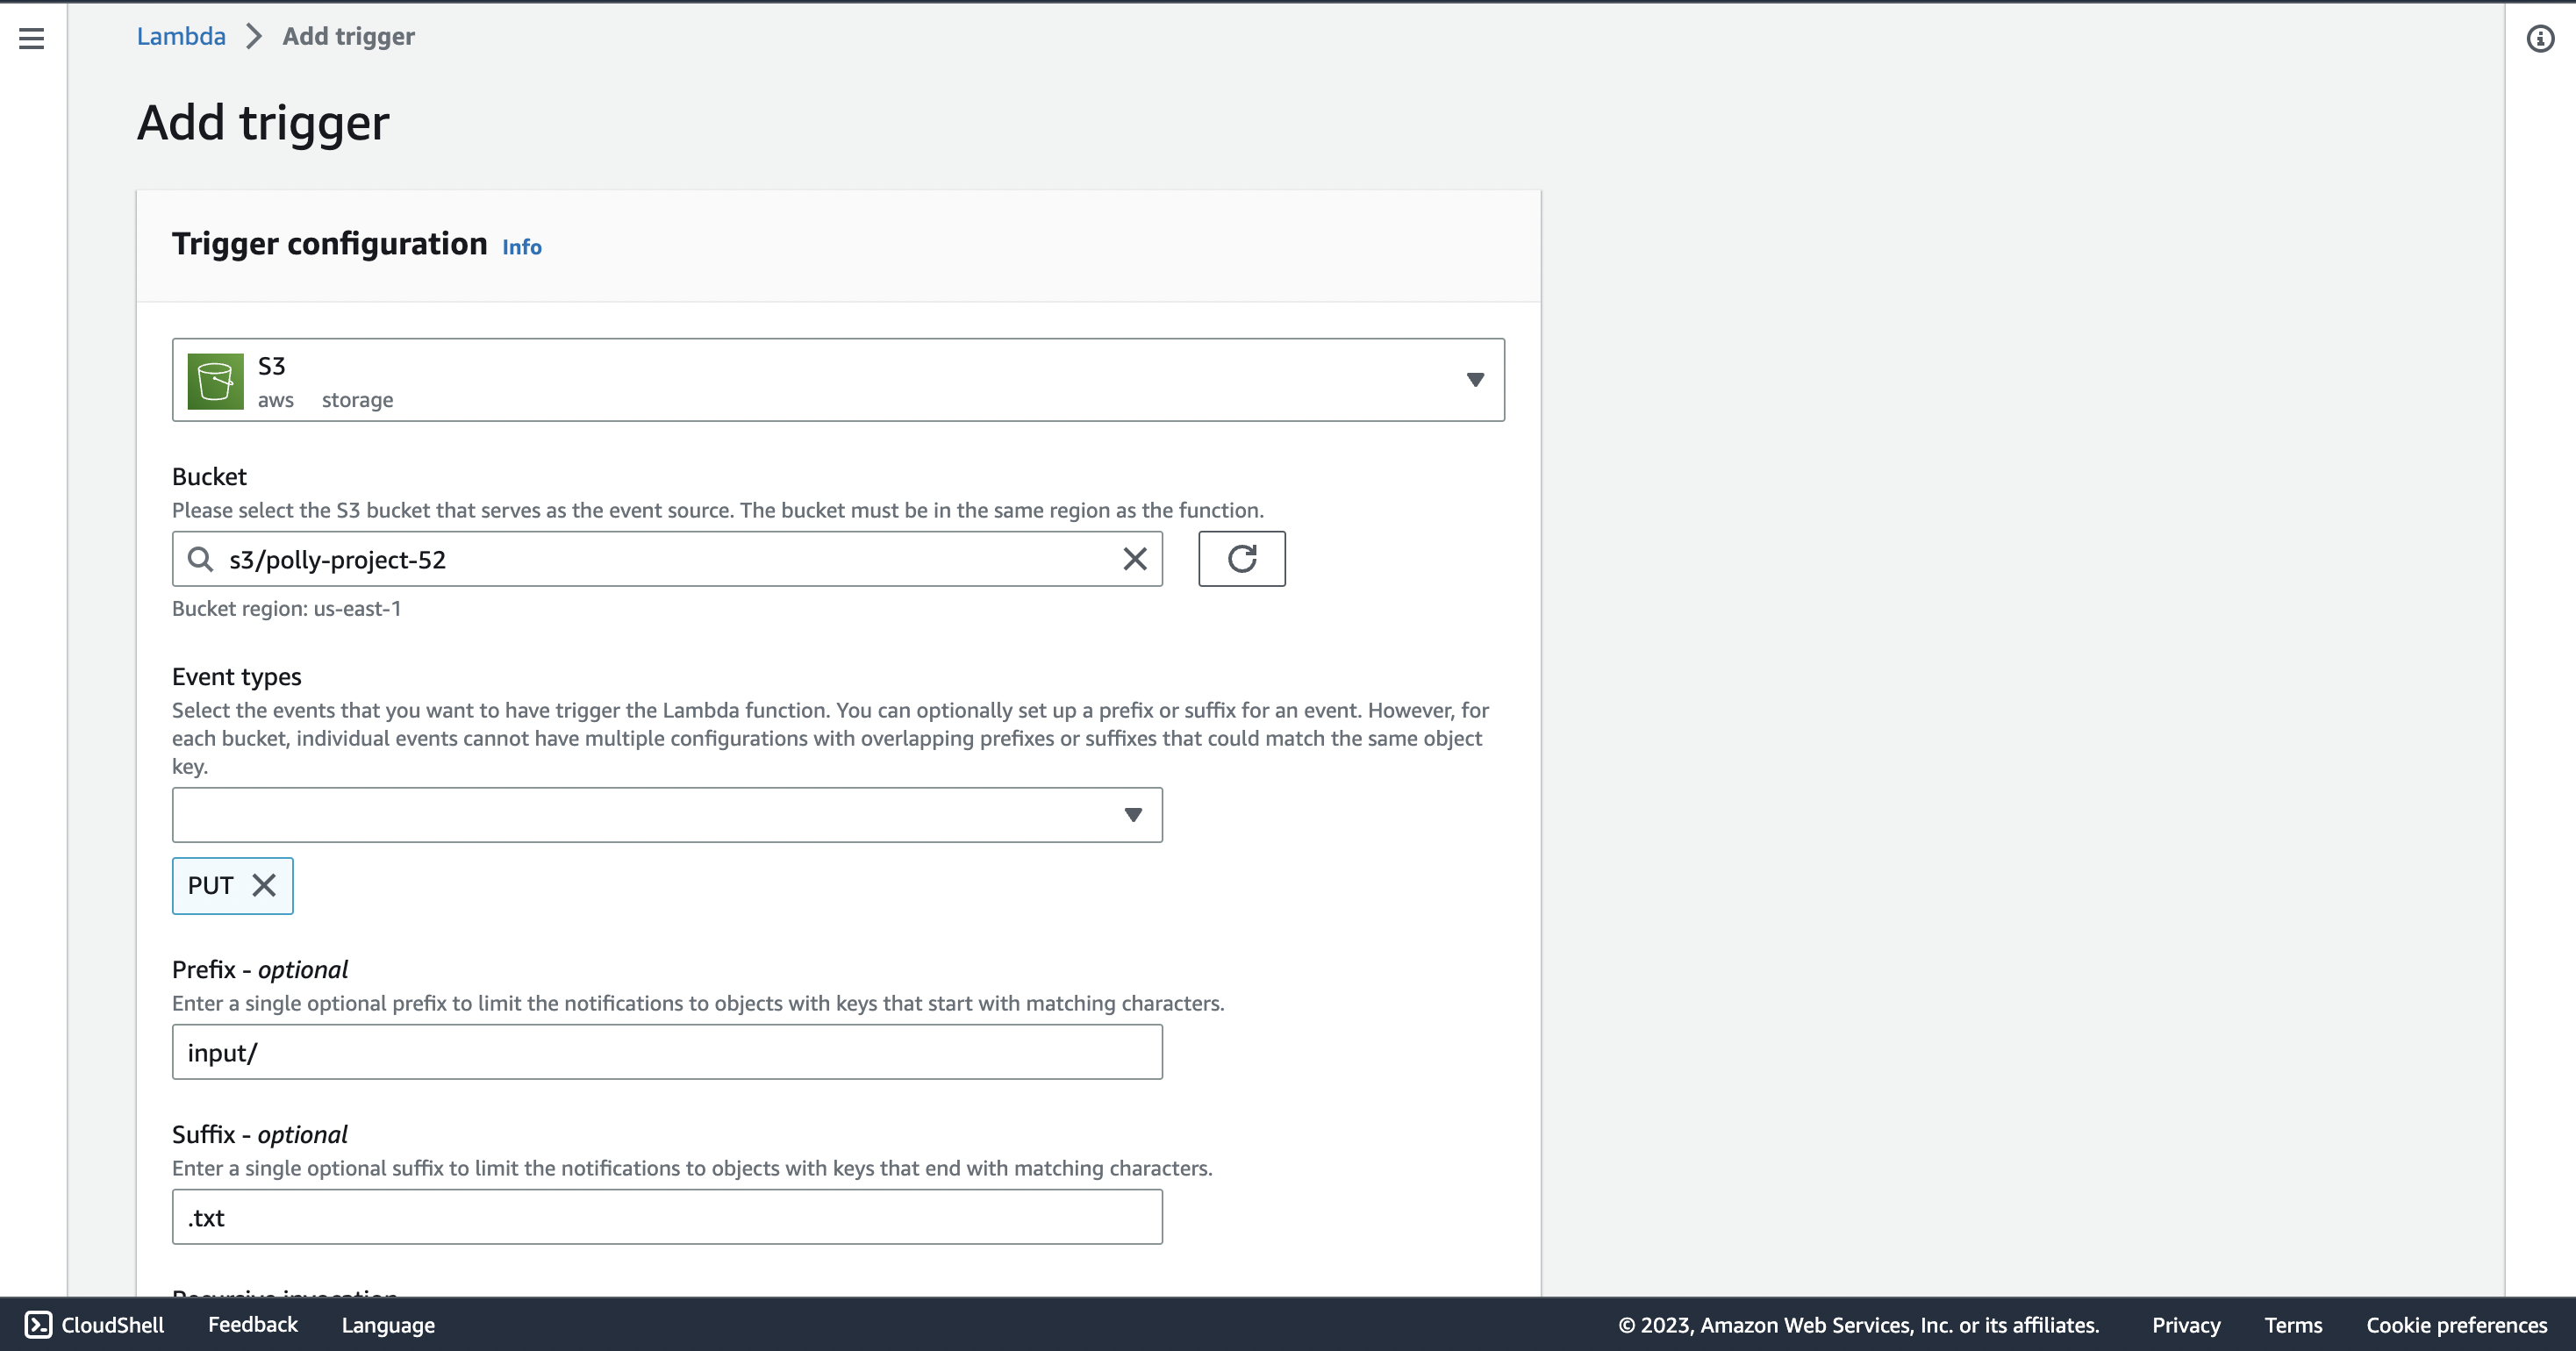 Lambda > Add trigger
Add trigger
Trigger configuration Info
S3
aws storage
Bucket
Please select the S3 bucket that serves as the event source. The bucket must be in the same region as the function.
s3/polly-project-52
Bucket region: us-east-1
Event types
Select the events that you want to have trigger the Lambda function. You can optionally set up a prefix or suffix for an event. However, for
each bucket, individual events cannot have multiple configurations with overlapping prefixes or suffixes that could match the same object
key.
PUT
Prefix - optional
Enter a single optional prefix to limit the notifications to objects with keys that start with matching characters.
input/
Suffix - optional
Enter a single optional suffix to limit the notifications to objects with keys that end with matching characters.
.txt
Recursive invocation
CloudShell Feedback Language © 2023, Amazon Web Services, Inc. or its affiliates. Privacy Terms Cookie preferences